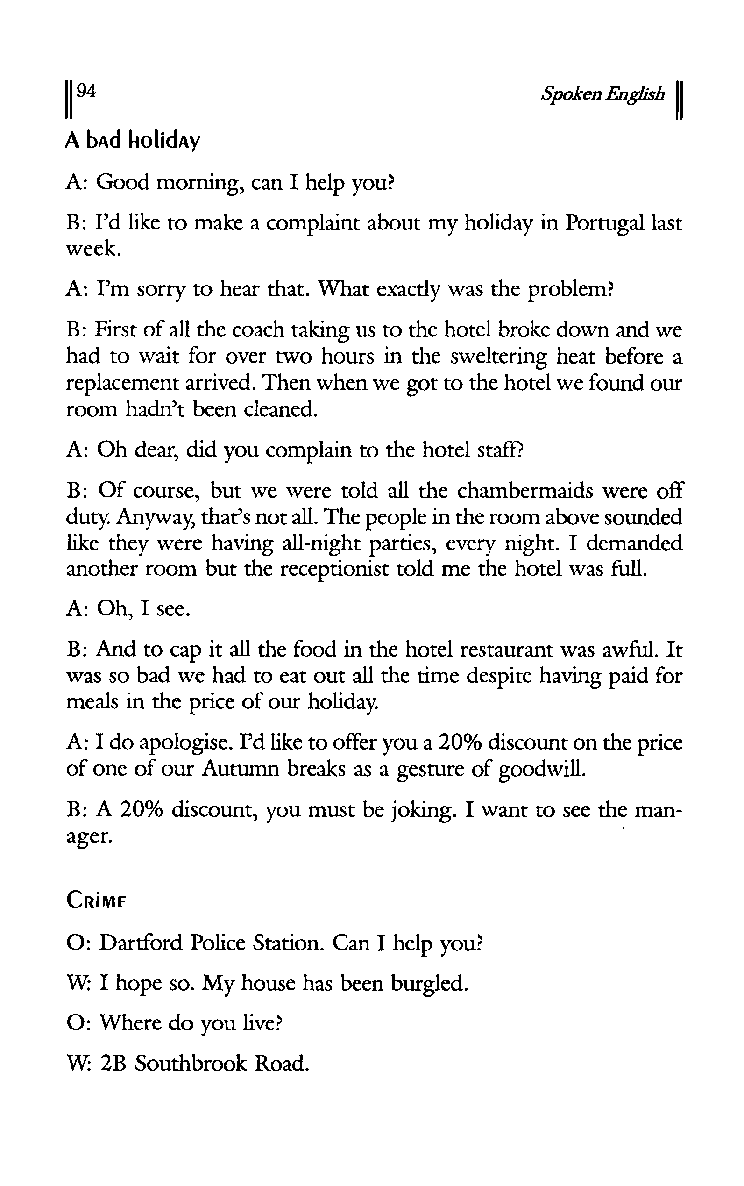 94 Spoken English
A bad holiday
A: Good morning, can I help you?
B: I'd like to make a complaint about my holiday in Portugal last
week.
A: I'm sorry to hear that. What exactly was the problem?
B: First of all the coach taking us to the hotel broke down and we
had to wait for over two hours in the sweltering heat before a
replacement arrived. Then when we got to the hotel we found our
room hadn't been cleaned.
A: Oh dear, did you complain to the hotel staff?
B: Of course, but we were told all the chambermaids were off
duty. Anyway, that's not all. The people in the room above sounded
like they were having all-night parties, every night. I demanded
another room but the receptionist told me the hotel was full.
A: Oh, I see.
B: And to cap it all the food in the hotel restaurant was awful. It
was so bad we had to eat out all the time despite having paid for
meals in the price of our holiday.
A: I do apologise. I'd like to offer you a 20% discount on the price
of one of our Autumn breaks as a gesture of goodwill.
B: A 20% discount, you must be joking. I want to see the man-
ager.
Crime
O: Dartford Police Station. Can I help you?
W: I hope so. My house has been burgled.
O: Where do you live?
W: 2B Southbrook Road.